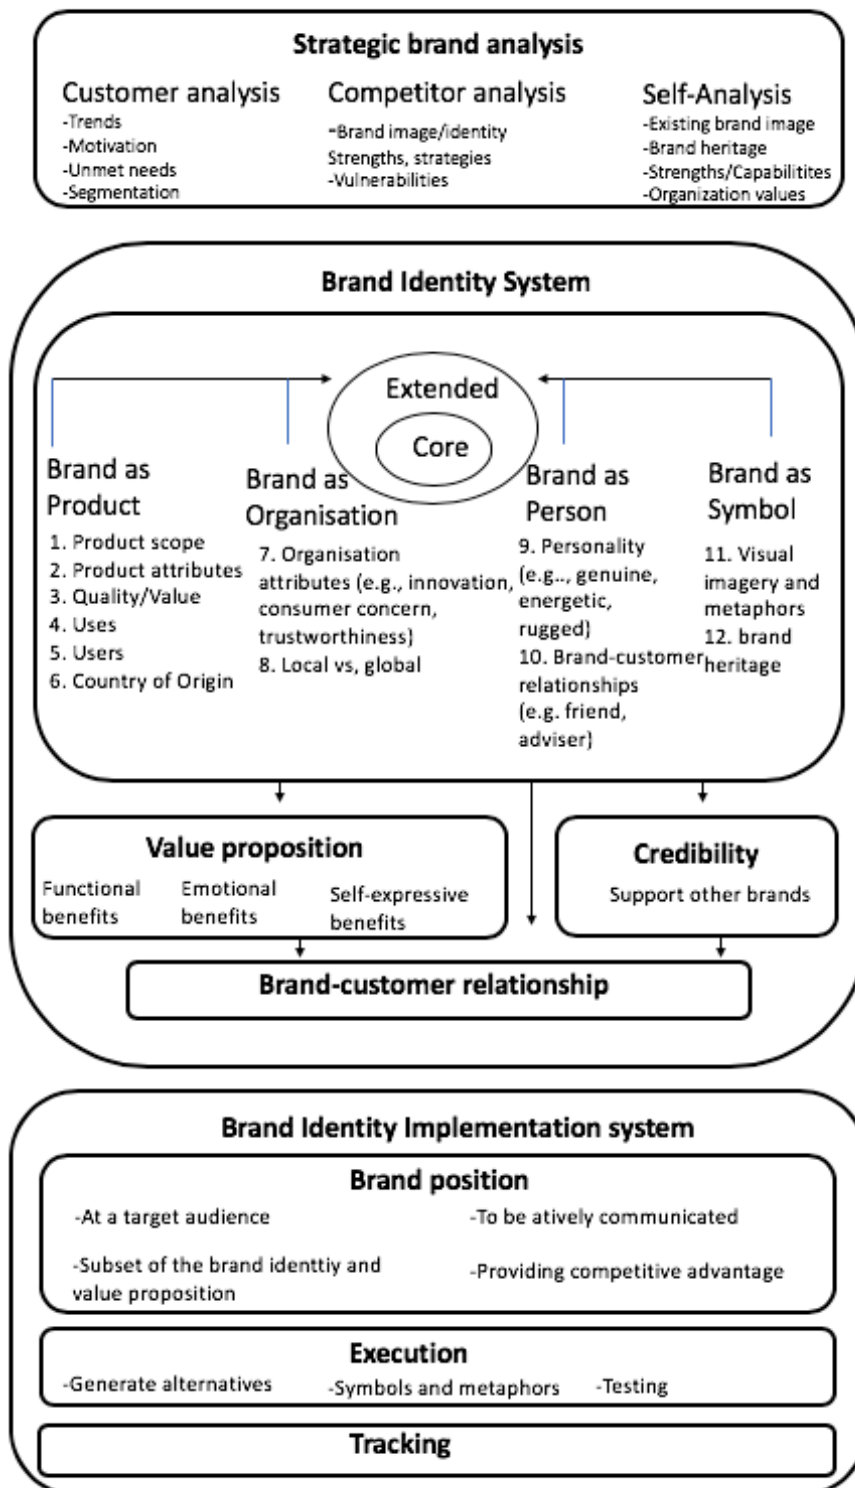 Strategic brand analysis
Customer analysis
-Trends
-Motivation
-Unmet needs
-Segmentation
Competitor analysis
-Brand image/identity
Strengths, strategies
-Vulnerabilities
Self-Analysis
-Existing brand image
-Brand heritage
-Strengths/Capabilitites
-Organization values
Brand Identity System
Extended
Core
Brand as
Product
1. Product scope
2. Product attributes
3. Quality/Value
4. Uses
5. Users
6. Country of Origin
Brand as
Organisation
7. Organisation
attributes (e.g., innovation,
consumer concern,
trustworthiness)
8. Local vs, global
Brand as
Person
9. Personality
(e.g.., genuine,
energetic,
rugged)
10. Brand-customer
relationships
(e.g. friend,
adviser)
Brand as
Symbol
11. Visual
imagery and
metaphors
12. brand
heritage
Value proposition
Functional
benefits
Emotional
benefits
Self-expressive
benefits
Credibility
Support other brands
Brand-customer relationship
Brand Identity Implementation system
Brand position
-At a target audience
-To be atively communicated
-Subset of the brand identtiy and
value proposition
-Providing competitive advantage
Execution
-Generate alternatives
-Symbols and metaphors
-Testing
Tracking